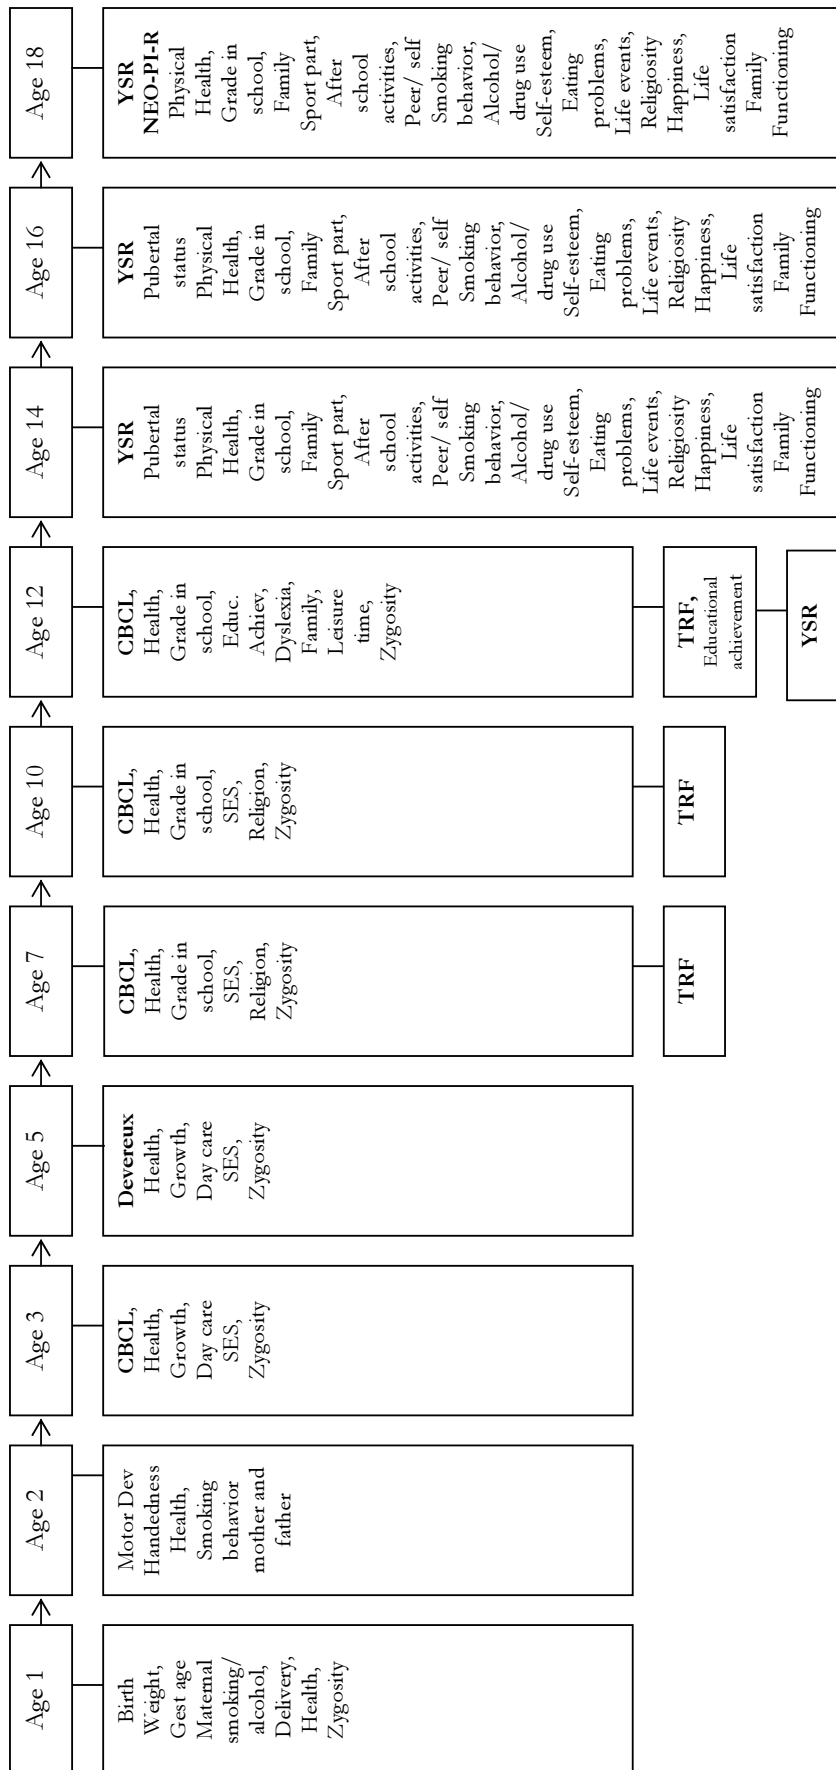 Age 1
Birth
Weight,
Gest age
Maternal
smoking/
alcohol,
Delivery,
Health,
Zygosity
Age 2
Motor Dev
Handedness
Health,
Smoking
behavior
mother and
father
Age 3
CBCL,
Health,
Growth,
Day care
SES,
Zygosity
Age 5
Devereux
Health,
Growth,
Day care
SES,
Zygosity
Age 7
CBCL,
Health,
Grade in
school,
SES,
Religion,
Zygosity
TRF
Age 10
CBCL,
Health,
Grade in
school,
SES,
Religion,
Zygosity
TRF
Age 12
CBCL,
Health,
Grade in
school,
Educ.
Achiev,
Dyslexia,
Family,
Leisure
time,
Zygosity
TRF,
Educational
achievement
YSR
Age 14
YSR
Pubertal
status
Physical
Health,
Grade in
school,
Family
Sport part,
After
school
activities,
Peer/ self
Smoking
behavior,
Alcohol/
drug use
Self-esteem,
Eating
problems,
Life events,
Religiosity
Happiness,
Life
satisfaction
Family
Functioning
Age 16
YSR
Pubertal
status
Physical
Health,
Grade in
school,
Family
Sport part,
After
school
activities,
Peer/ self
Smoking
behavior,
Alcohol/
drug use
Self-esteem,
Eating
problems,
Life events,
Religiosity
Happiness,
Life
satisfaction
Family
Functioning
Age 18
YSR
NEO-PI-R
Physical
Health,
Grade in
school,
Family
Sport part,
After
school
activities,
Peer/ self
Smoking
behavior,
Alcohol/
drug use
Self-esteem,
Eating
problems,
Life events,
Religiosity
Happiness,
Life
satisfaction
Family
Functioning